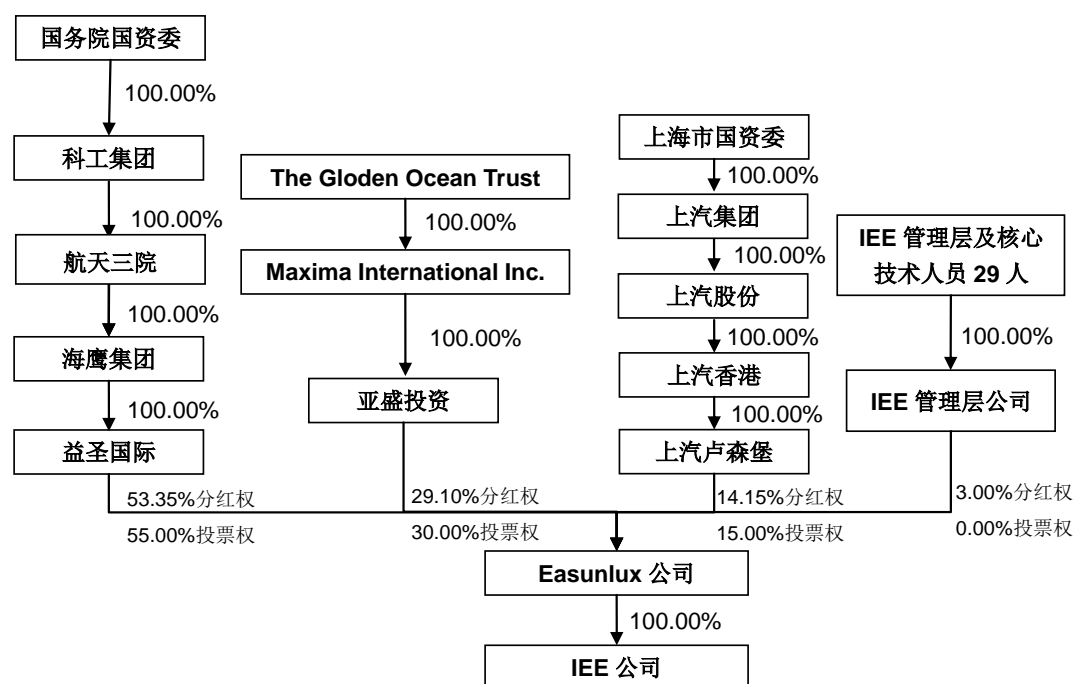 国务院国资委
100.00%
科工集团
100.00%
航天三院
100.00%
海鹰集团
100.00%
益圣国际
53.35%分红权
55.00%投票权
The Gloden Ocean Trust
100.00%
Maxima International Inc.
100.00%
亚盛投资
29.10%分红权
30.00%投票权
上海市国资委
100.00%
上汽集团
100.00%
上汽股份
100.00%
上汽香港
100.00%
上汽卢森堡
14.15%分红权
15.00%投票权
IEE 管理层及核心
技术人员 29 人
100.00%
IEE 管理层公司
3.00%分红权
0.00%投票权
Easunlux 公司
100.00%
IEE 公司